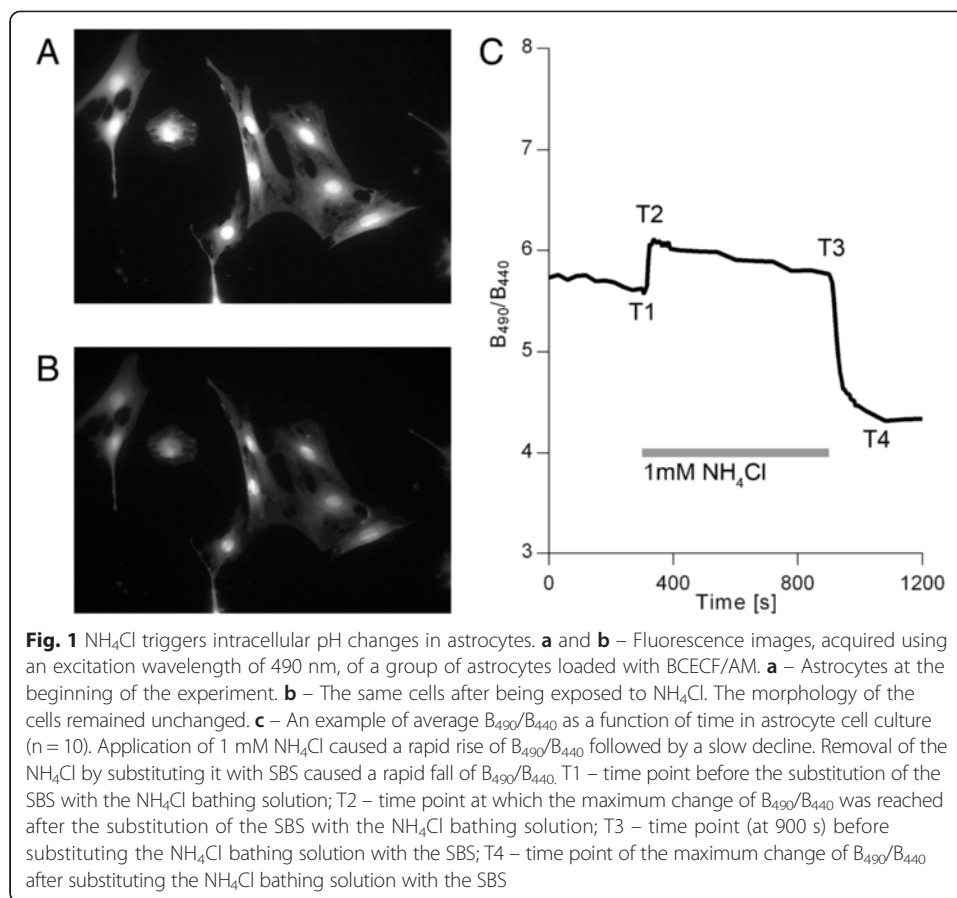 A
B
C
8
7
6
5
4
3
B₄₉₀/B₄₄₀
T1
T2
T3
T4
1mM NH₄Cl
0
400
800
1200
Time [s]
Fig. 1 NH₄Cl triggers intracellular pH changes in astrocytes. a and b – Fluorescence images, acquired using
an excitation wavelength of 490 nm, of a group of astrocytes loaded with BCECF/AM. a – Astrocytes at the
beginning of the experiment. b – The same cells after being exposed to NH₄Cl. The morphology of the
cells remained unchanged. c – An example of average B₄₉₀/B₄₄₀ as a function of time in astrocyte cell culture
(n = 10). Application of 1 mM NH₄Cl caused a rapid rise of B₄₉₀/B₄₄₀ followed by a slow decline. Removal of the
NH₄Cl by substituting it with SBS caused a rapid fall of B₄₉₀/B₄₄₀. T1 – time point before the substitution of the
SBS with the NH₄Cl bathing solution; T2 – time point at which the maximum change of B₄₉₀/B₄₄₀ was reached
after the substitution of the SBS with the NH₄Cl bathing solution; T3 – time point (at 900 s) before
substituting the NH₄Cl bathing solution with the SBS; T4 – time point of the maximum change of B₄₉₀/B₄₄₀
after substituting the NH₄Cl bathing solution with the SBS